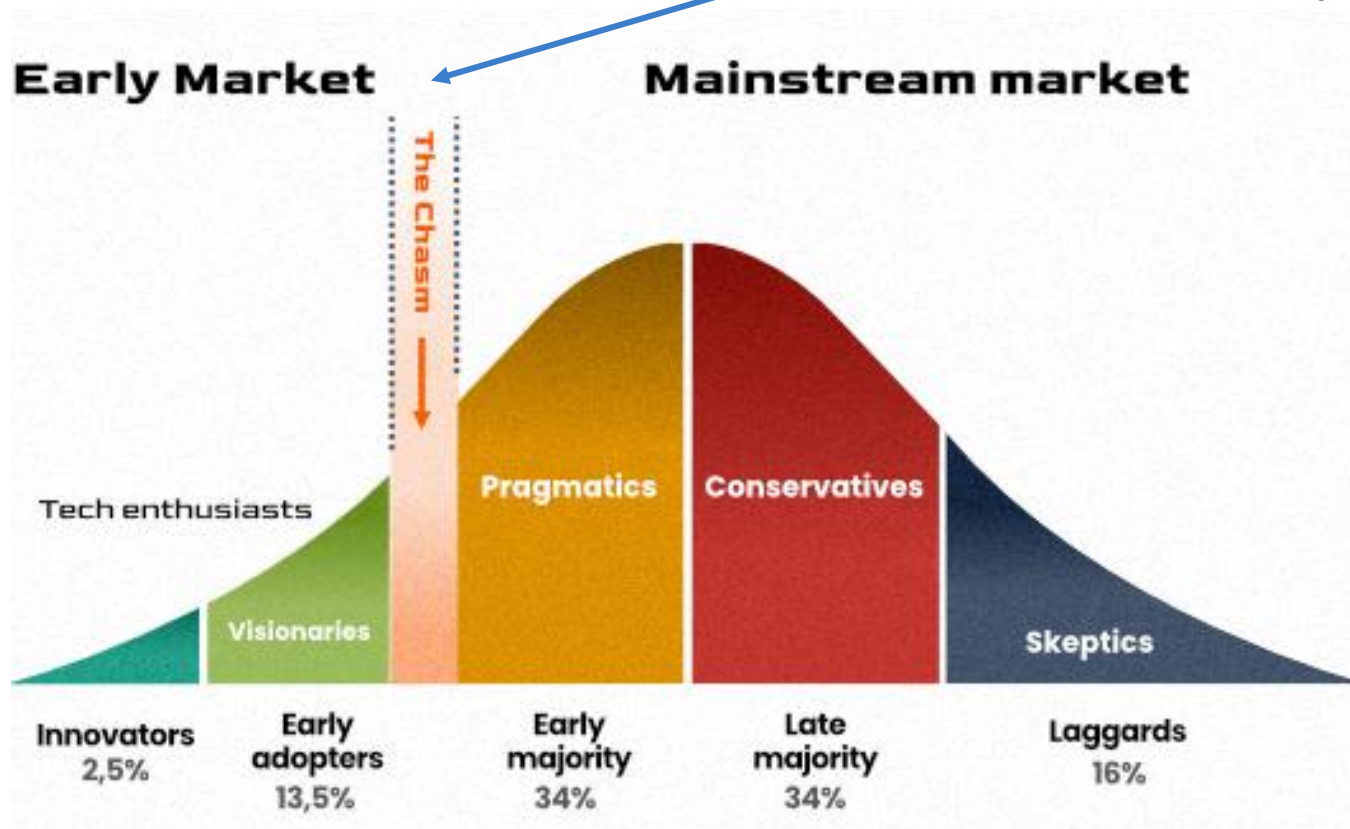 Early Market
Mainstream market
The Chasm
Tech enthusiasts
Visionaries
Pragmatics
Conservatives
Skeptics
Innovators
2,5%
Early
adopters
13,5%
Early
majority
34%
Late
majority
34%
Laggards
16%